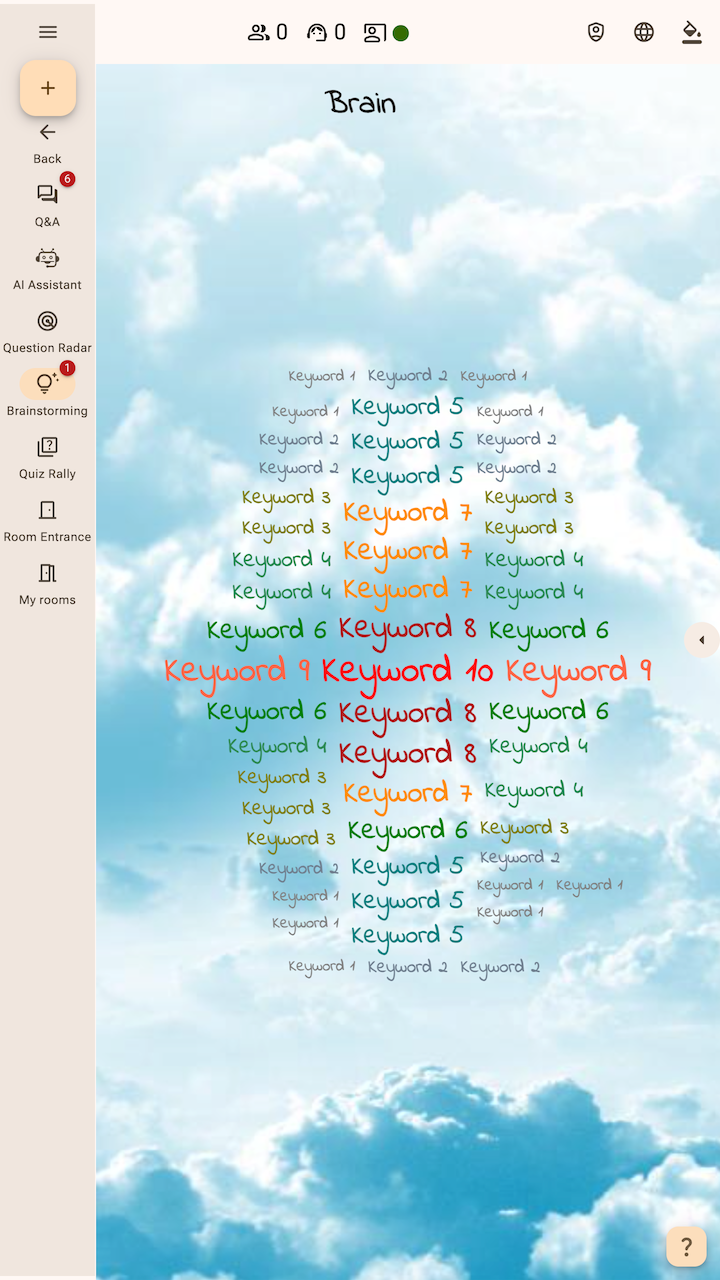 0 0
+
Back
6
Q&A
AI Assistant
Question Radar
1
Brainstorming
Quiz Rally
Room Entrance
My rooms
Brain
Keyword 1 Keyword 2 Keyword 1
Keyword 1 Keyword 5 Keyword 1
Keyword 2 Keyword 5 Keyword 2
Keyword 2 Keyword 5 Keyword 2
Keyword 3 Keyword 7 Keyword 3
Keyword 3 Keyword 7 Keyword 3
Keyword 4 Keyword 7 Keyword 4
Keyword 4 Keyword 4
Keyword 6 Keyword 8 Keyword 6
Keyword 9 Keyword 10 Keyword 9
Keyword 6 Keyword 8 Keyword 6
Keyword 4 Keyword 8 Keyword 4
Keyword 3
Keyword 3 Keyword 7 Keyword 4
Keyword 3 Keyword 6 Keyword 3
Keyword 2 Keyword 5 Keyword 2
Keyword 1 Keyword 5 Keyword 1 Keyword 1
Keyword 1 Keyword 5 Keyword 1
Keyword 1 Keyword 2 Keyword 2
?